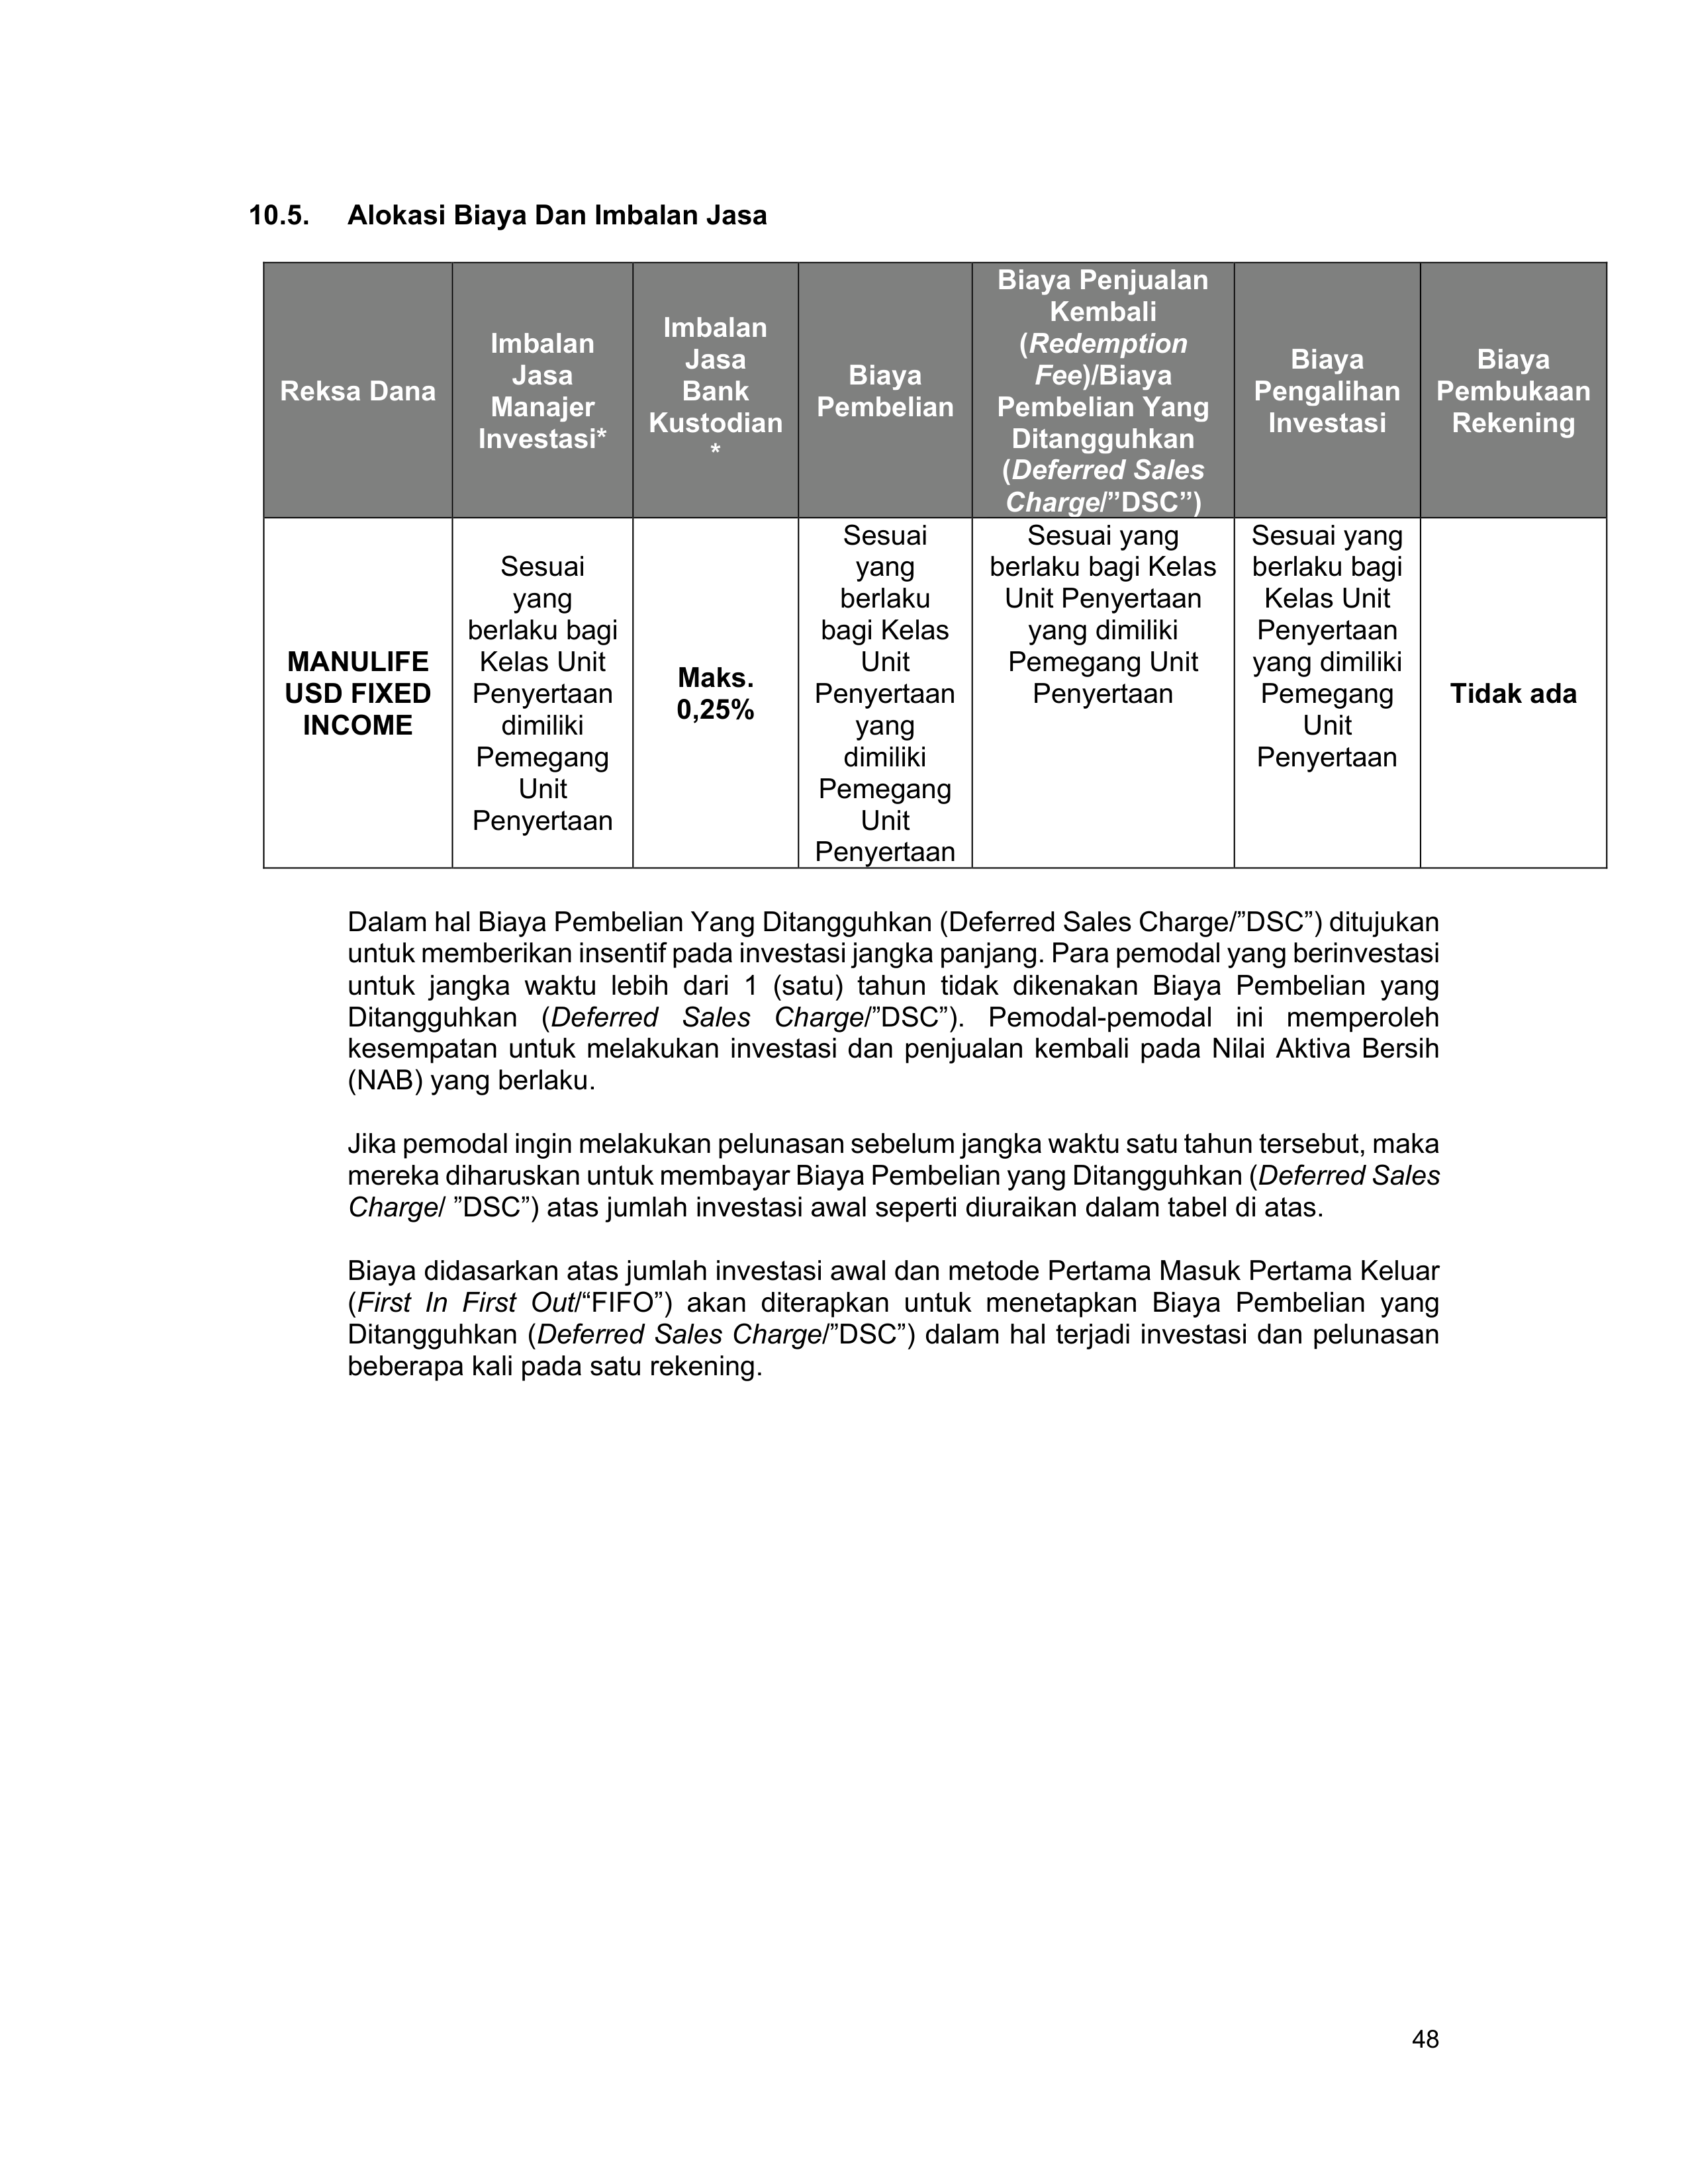 10.5. Alokasi Biaya Dan Imbalan Jasa
Reksa Dana
Imbalan
Jasa
Manajer
Investasi*
Imbalan
Jasa
Bank
Kustodian
*
Biaya
Pembelian
Biaya Penjualan
Kembali
(Redemption
Fee)/Biaya
Pembelian Yang
Ditangguhkan
(Deferred Sales
Charge/”DSC”)
Biaya
Pengalihan
Investasi
Biaya
Pembukaan
Rekening
MANULIFE
USD FIXED
INCOME
Sesuai
yang
berlaku bagi
Kelas Unit
Penyertaan
dimiliki
Pemegang
Unit
Penyertaan
Maks.
0,25%
Sesuai
yang
berlaku
bagi Kelas
Unit
Penyertaan
yang
dimiliki
Pemegang
Unit
Penyertaan
Sesuai yang
berlaku bagi Kelas
Unit Penyertaan
yang dimiliki
Pemegang Unit
Penyertaan
Sesuai yang
berlaku bagi
Kelas Unit
Penyertaan
yang dimiliki
Pemegang
Unit
Penyertaan
Tidak ada
Dalam hal Biaya Pembelian Yang Ditangguhkan (Deferred Sales Charge/”DSC”) ditujukan
untuk memberikan insentif pada investasi jangka panjang. Para pemodal yang berinvestasi
untuk jangka waktu lebih dari 1 (satu) tahun tidak dikenakan Biaya Pembelian yang
Ditangguhkan (Deferred Sales Charge/”DSC”). Pemodal-pemodal ini memperoleh
kesempatan untuk melakukan investasi dan penjualan kembali pada Nilai Aktiva Bersih
(NAB) yang berlaku.
Jika pemodal ingin melakukan pelunasan sebelum jangka waktu satu tahun tersebut, maka
mereka diharuskan untuk membayar Biaya Pembelian yang Ditangguhkan (Deferred Sales
Charge/ ”DSC”) atas jumlah investasi awal seperti diuraikan dalam tabel di atas.
Biaya didasarkan atas jumlah investasi awal dan metode Pertama Masuk Pertama Keluar
(First In First Out/“FIFO”) akan diterapkan untuk menetapkan Biaya Pembelian yang
Ditangguhkan (Deferred Sales Charge/”DSC”) dalam hal terjadi investasi dan pelunasan
beberapa kali pada satu rekening.
48